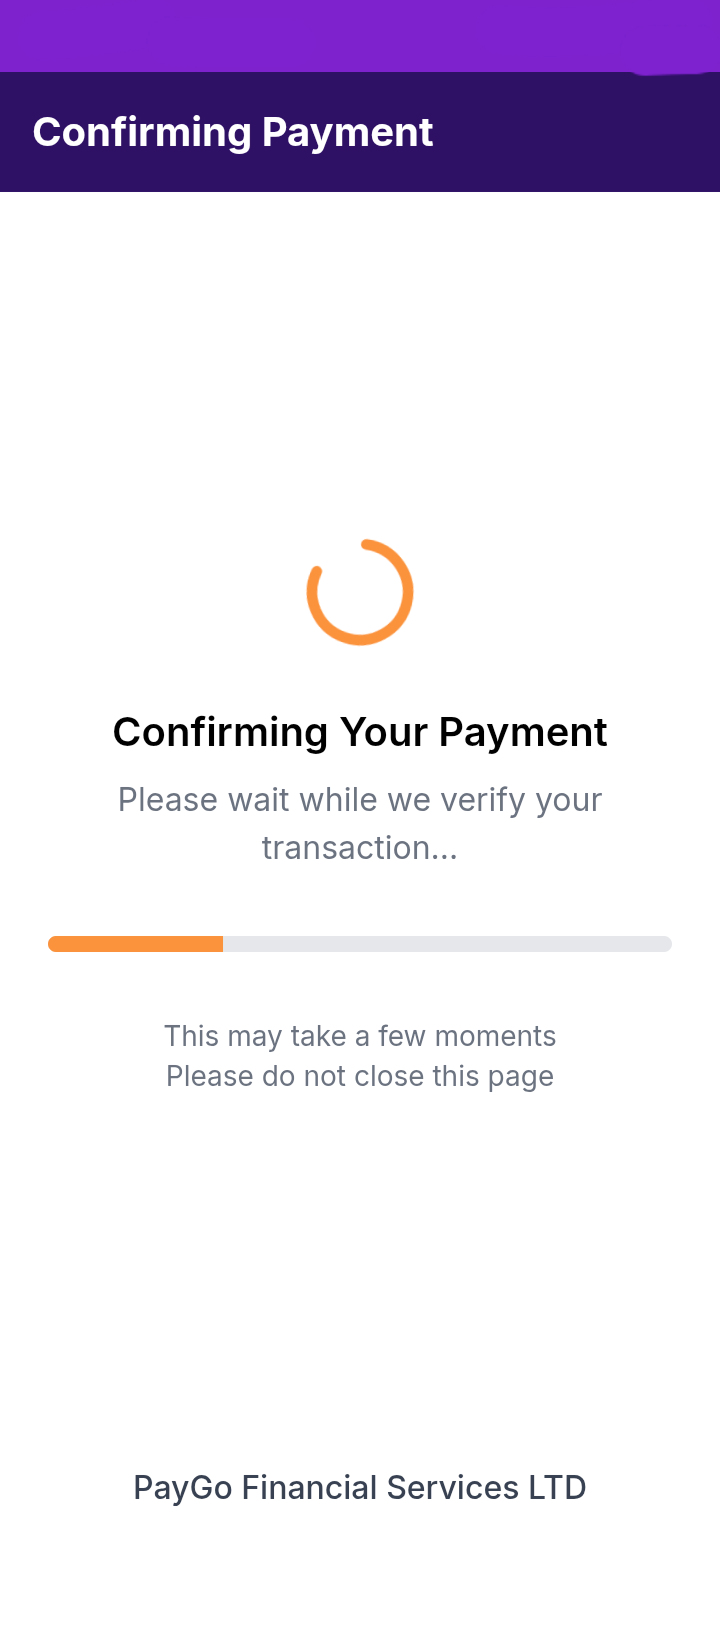 Confirming Payment
Confirming Your Payment
Please wait while we verify your
transaction...
This may take a few moments
Please do not close this page
PayGo Financial Services LTD